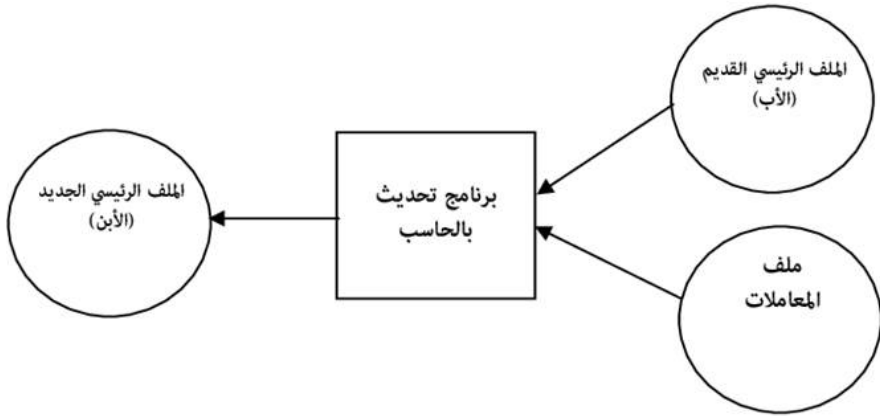 الملف الرئيسي القديم
(الأب)
ملف
المعاملات
برنامج تحديث
بالحاسب
الملف الرئيسي الجديد
(الأبن)